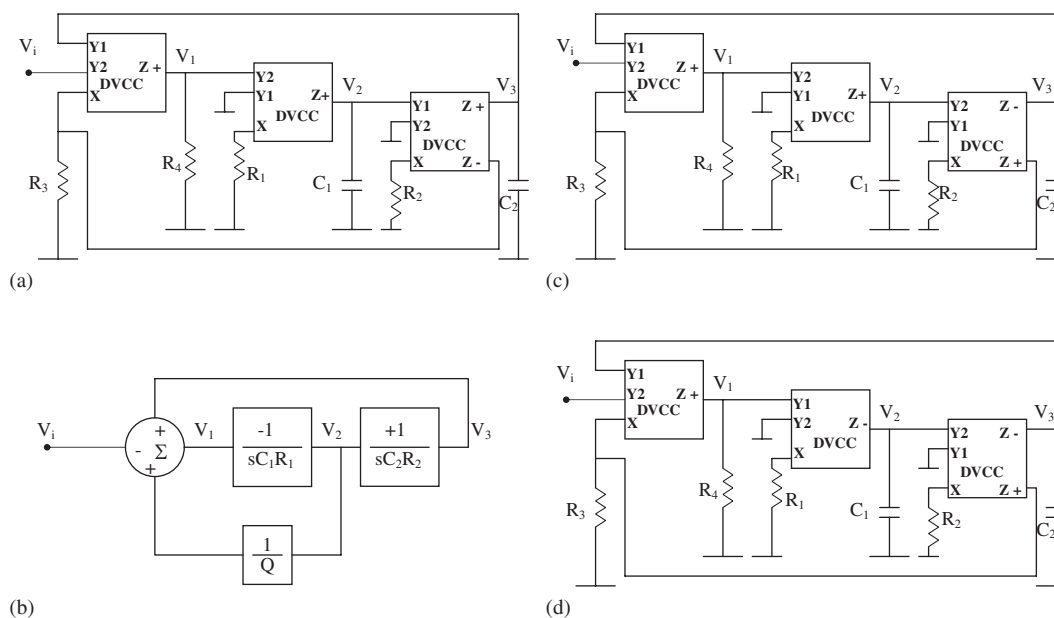 Vi
Y1
Y2
DVCC
X
Z +
V1
Y2
Y1
DVCC
X
Z+
V2
Y1
Y2
DVCC
X
Z +
Z -
V3
R3
R4
R1
C1
R2
C2
(a)
Vi
Y1
Y2
DVCC
X
Z +
V1
Y2
Y1
DVCC
X
Z+
V2
Y2
Y1
DVCC
X
Z -
Z+
V3
R3
R4
R1
C1
R2
C2
(c)
Vi
+
-
+
Σ
V1
-1
sC1R1
V2
+1
sC2R2
V3
1
Q
(b)
Vi
Y1
Y2
DVCC
X
Z +
V1
Y1
Y2
DVCC
X
Z -
V2
Y2
Y1
DVCC
X
Z -
Z+
V3
R3
R4
R1
C1
R2
C2
(d)